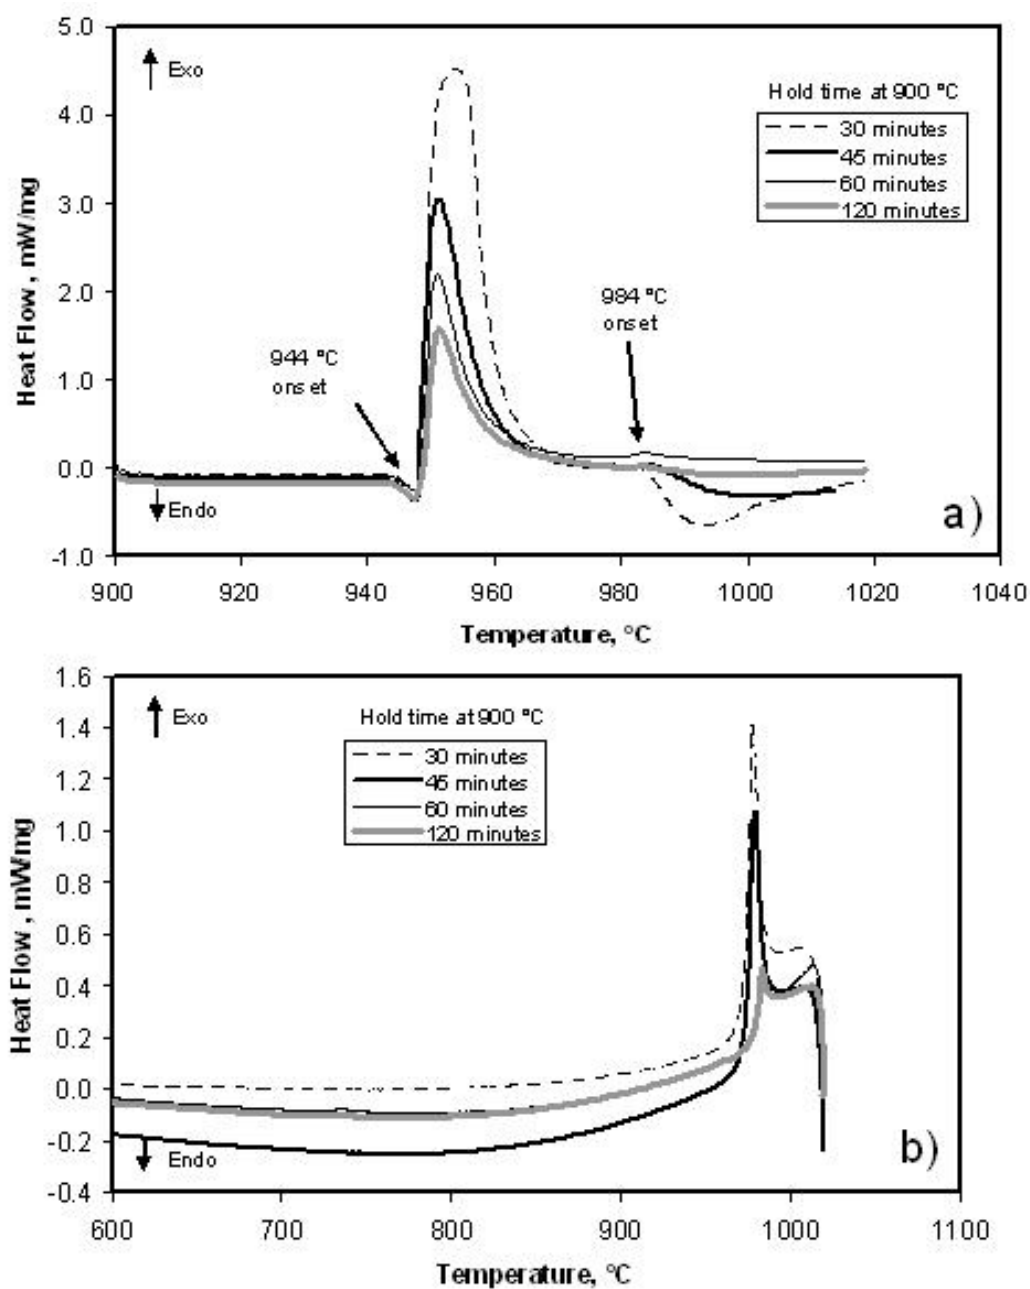 5.0
Exo
Hold time at 900 °C
4.0
30 minutes
45 minutes
60 minutes
120 minutes
3.0
Heat Flow , mW/mg
2.0
984 °C
onset
944 °C
onset
1.0
0.0
Endo
a)
-1.0
900 920 940 960 980 1000 1020 1040
Temperature, °C
1.6
Exo
Hold time at 900 °C
1.4
30 minutes
45 minutes
60 minutes
120 minutes
1.2
1.0
0.8
Heat Flow , mW/mg
0.6
0.4
0.2
0.0
-0.2
Endo
b)
-0.4
600 700 800 900 1000 1100
Temperature, °C